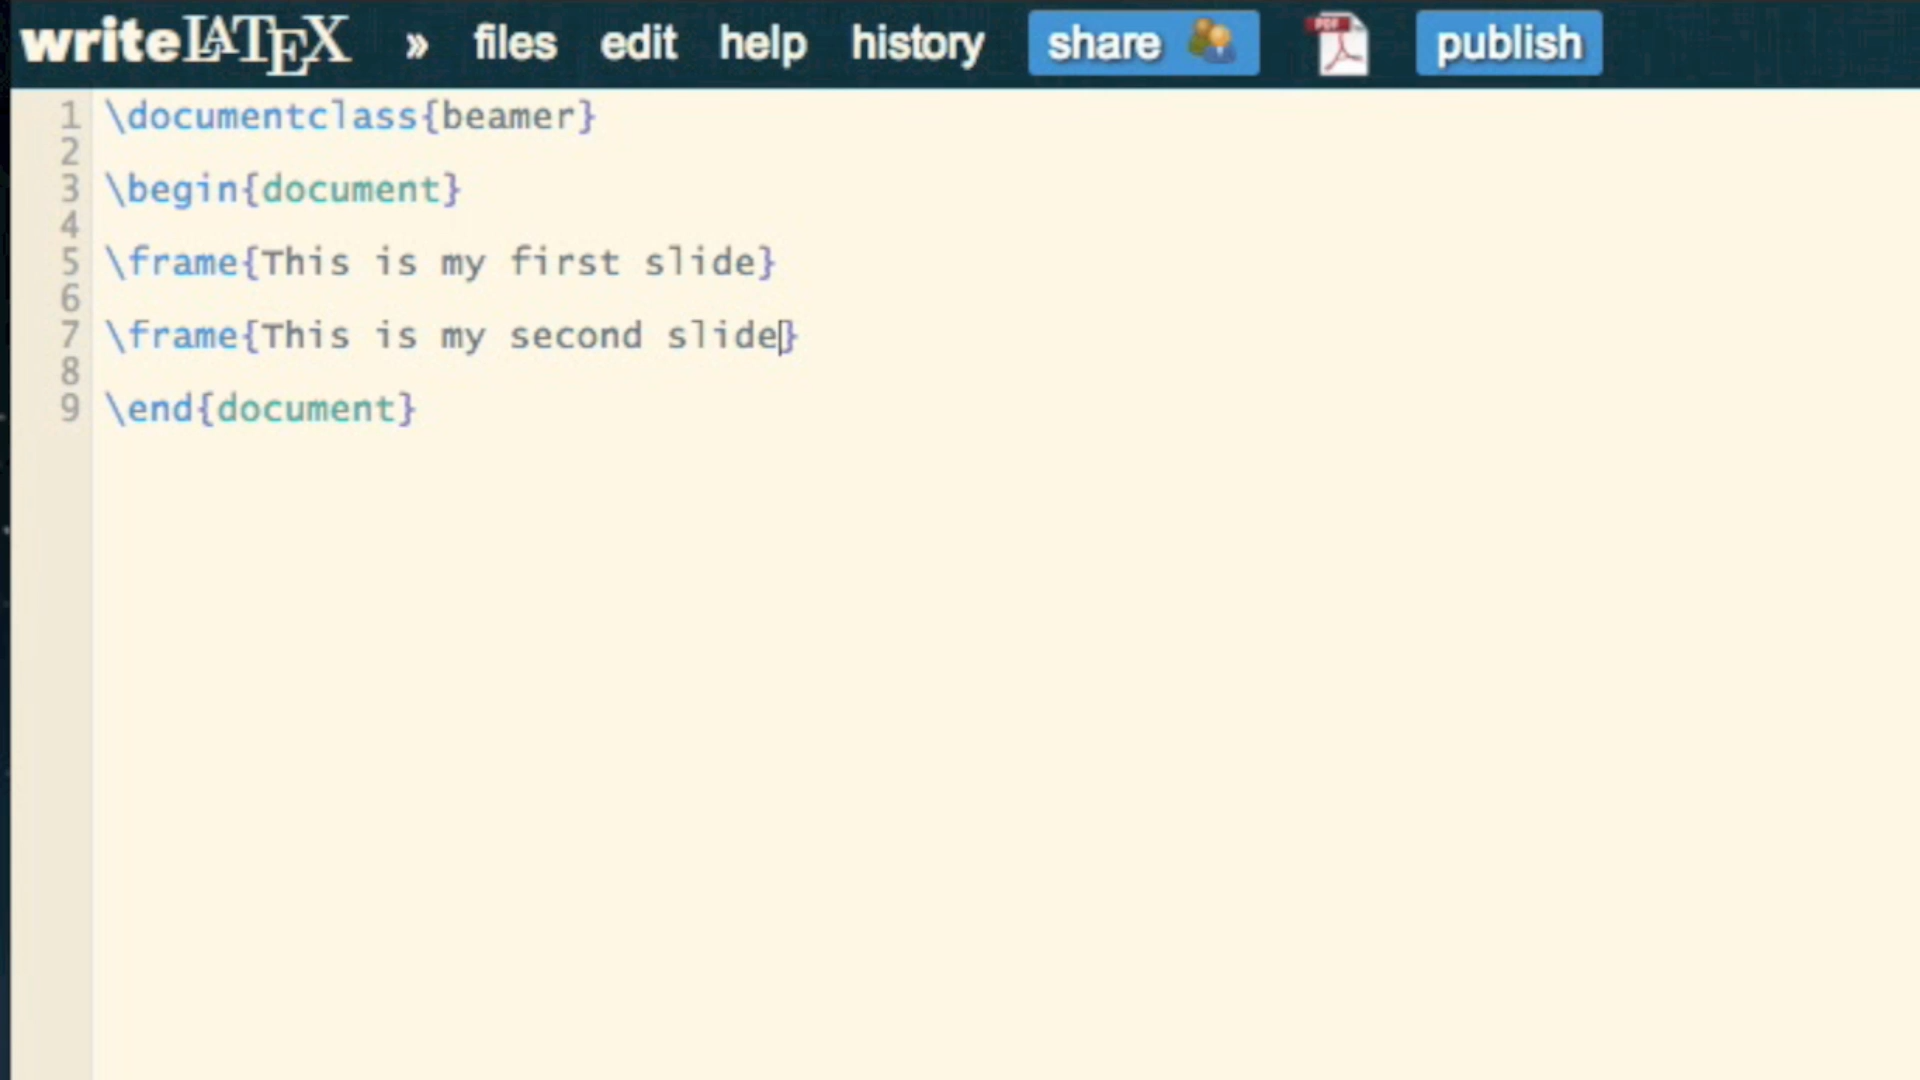 writeLATEX » files edit help history share PDF publish
1 \documentclass{beamer}
2
3 \begin{document}
4
5 \frame{This is my first slide}
6
7 \frame{This is my second slide}
8
9 \end{document}